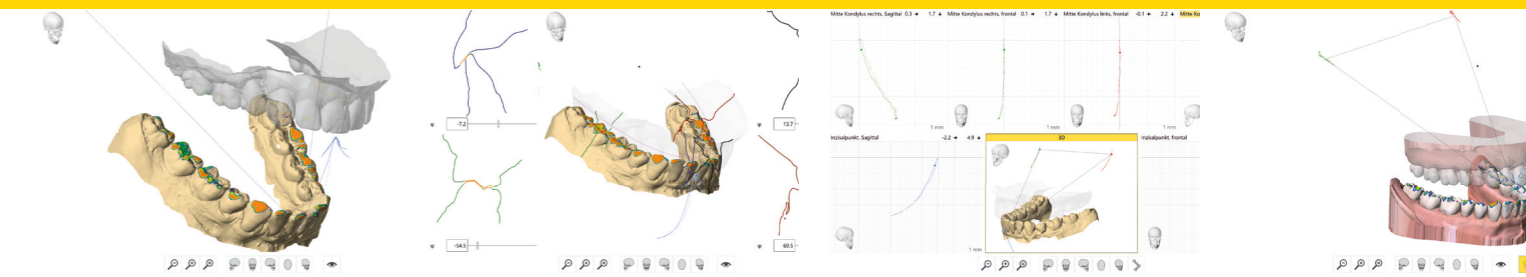 Mitte Kondylus rechts, Sagittal 0.3 → 1.7 ↓ Mitte Kondylus rechts, frontal 0.1 → 1.7 ↓ Mitte Kondylus links, frontal -0.1 ← 2.2 ↓ Mitte Ko
φ -7.2
φ 13.7
1 mm 1 mm 1 mm
Inzisalpunkt, Sagittal -2.2 → 4.9 ↓ 3D Inzisalpunkt, frontal
φ -54.5
φ 60.5
1 mm